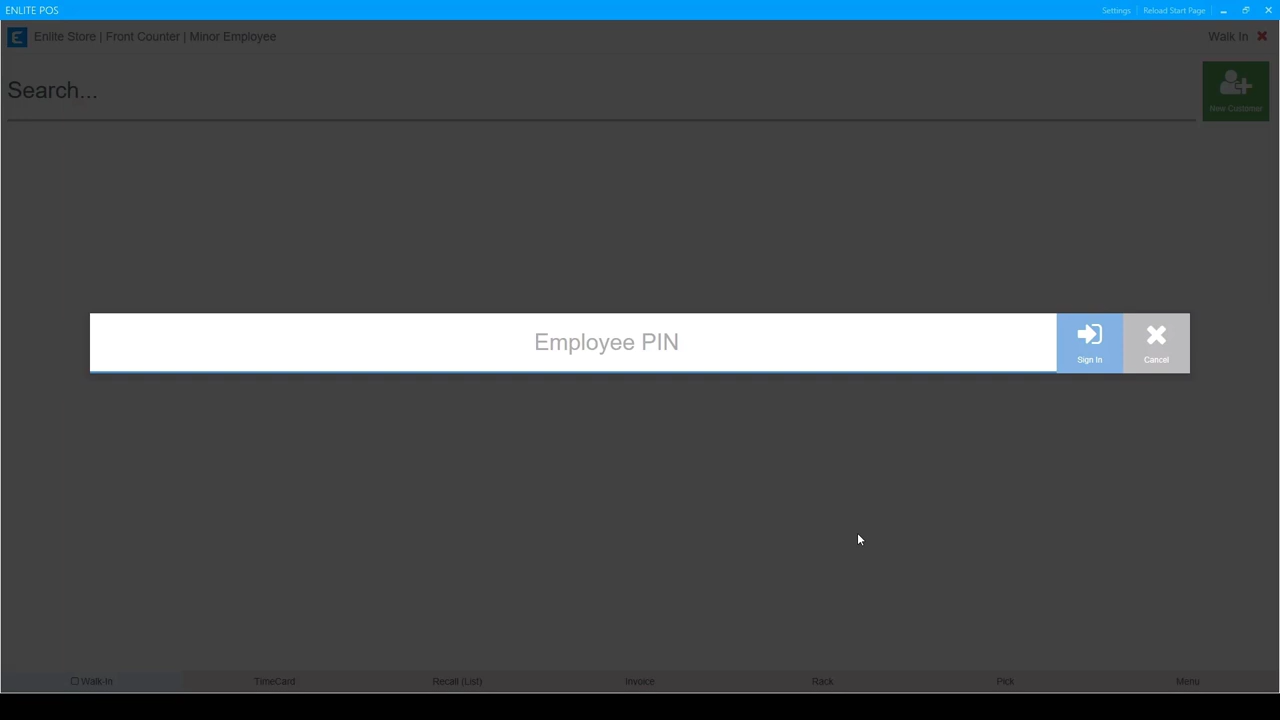 ENLITE POS
Settings
Reload Start Page
E Enlite Store | Front Counter | Minor Employee
Walk In
Search...
New Customer
Employee PIN
Sign In
Cancel
Walk-In
TimeCard
Recall (List)
Invoice
Rack
Pick
Menu